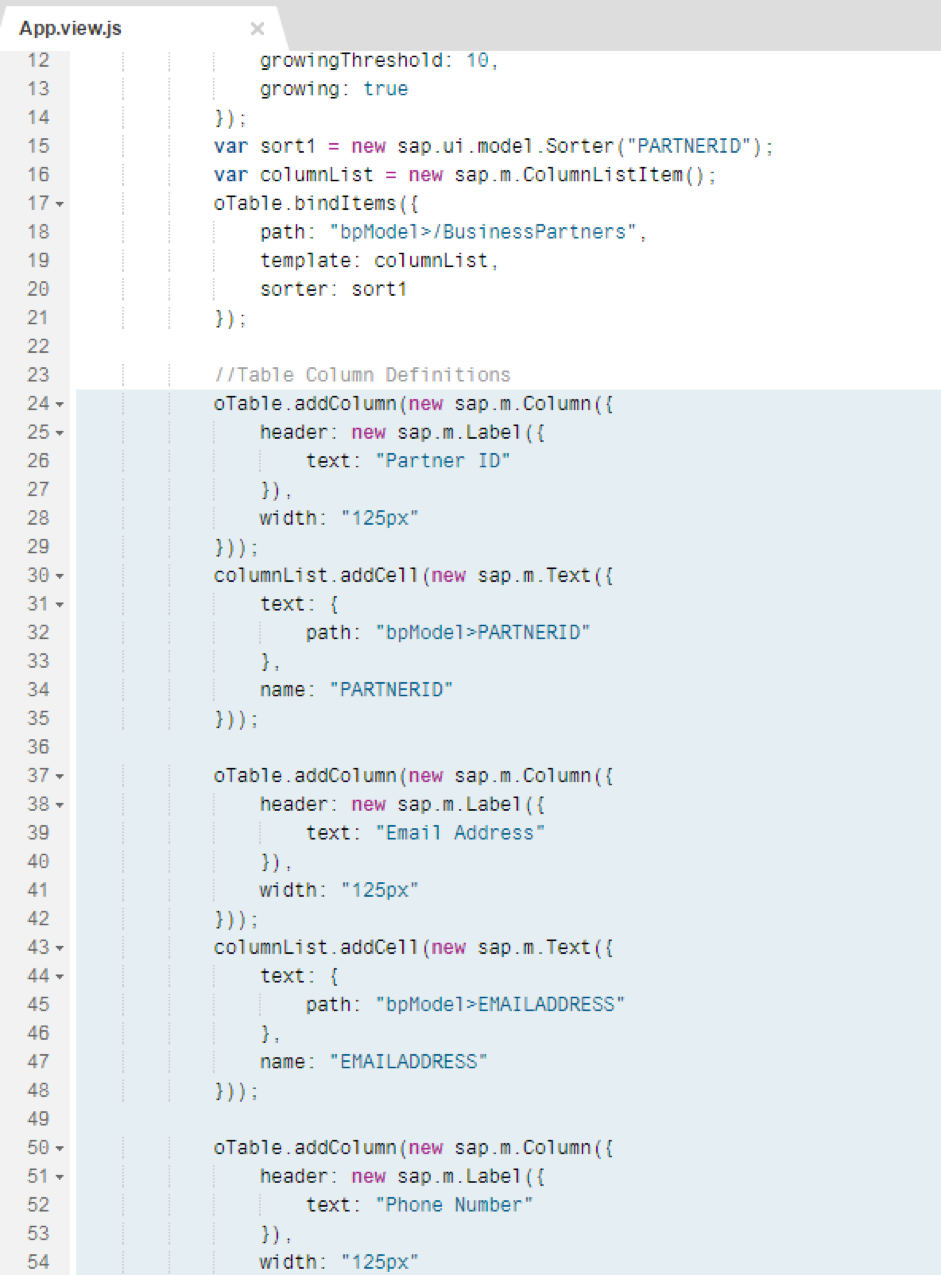 App.view.js ×
12 growingThreshold: 10,
13 growing: true
14 });
15 var sort1 = new sap.ui.model.Sorter("PARTNERID");
16 var columnList = new sap.m.ColumnListItem();
17 oTable.bindItems({
18 path: "bpModel>/BusinessPartners",
19 template: columnList,
20 sorter: sort1
21 });
22
23 //Table Column Definitions
24 oTable.addColumn(new sap.m.Column({
25 header: new sap.m.Label({
26 text: "Partner ID"
27 }),
28 width: "125px"
29 }));
30 columnList.addCell(new sap.m.Text({
31 text: {
32 path: "bpModel>PARTNERID"
33 },
34 name: "PARTNERID"
35 }));
36
37 oTable.addColumn(new sap.m.Column({
38 header: new sap.m.Label({
39 text: "Email Address"
40 }),
41 width: "125px"
42 }));
43 columnList.addCell(new sap.m.Text({
44 text: {
45 path: "bpModel>EMAILADDRESS"
46 },
47 name: "EMAILADDRESS"
48 }));
49
50 oTable.addColumn(new sap.m.Column({
51 header: new sap.m.Label({
52 text: "Phone Number"
53 }),
54 width: "125px"